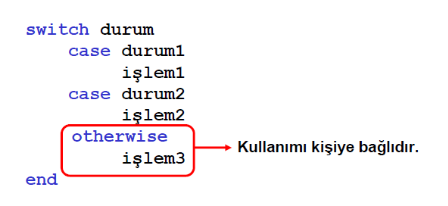 switch durum
case durum1
işlem1
case durum2
işlem2
otherwise
işlem3
Kullanımı kişiye bağlıdır.
end